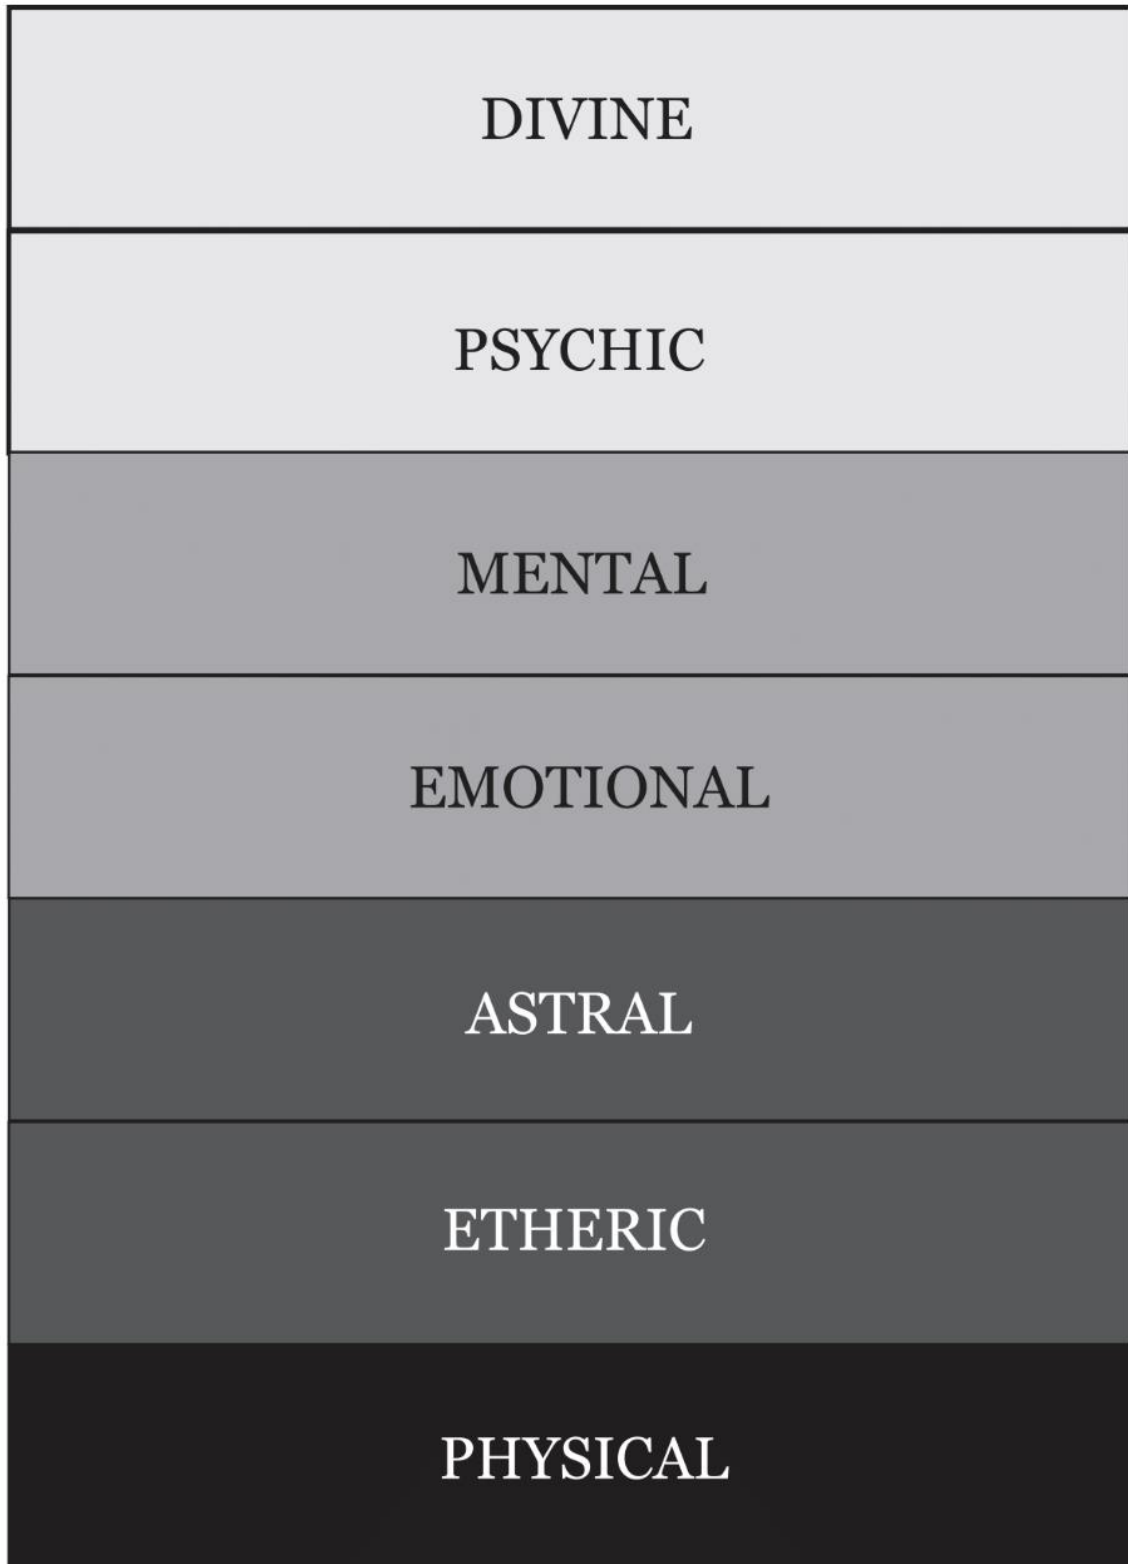 DIVINE
PSYCHIC
MENTAL
EMOTIONAL
ASTRAL
ETHERIC
PHYSICAL